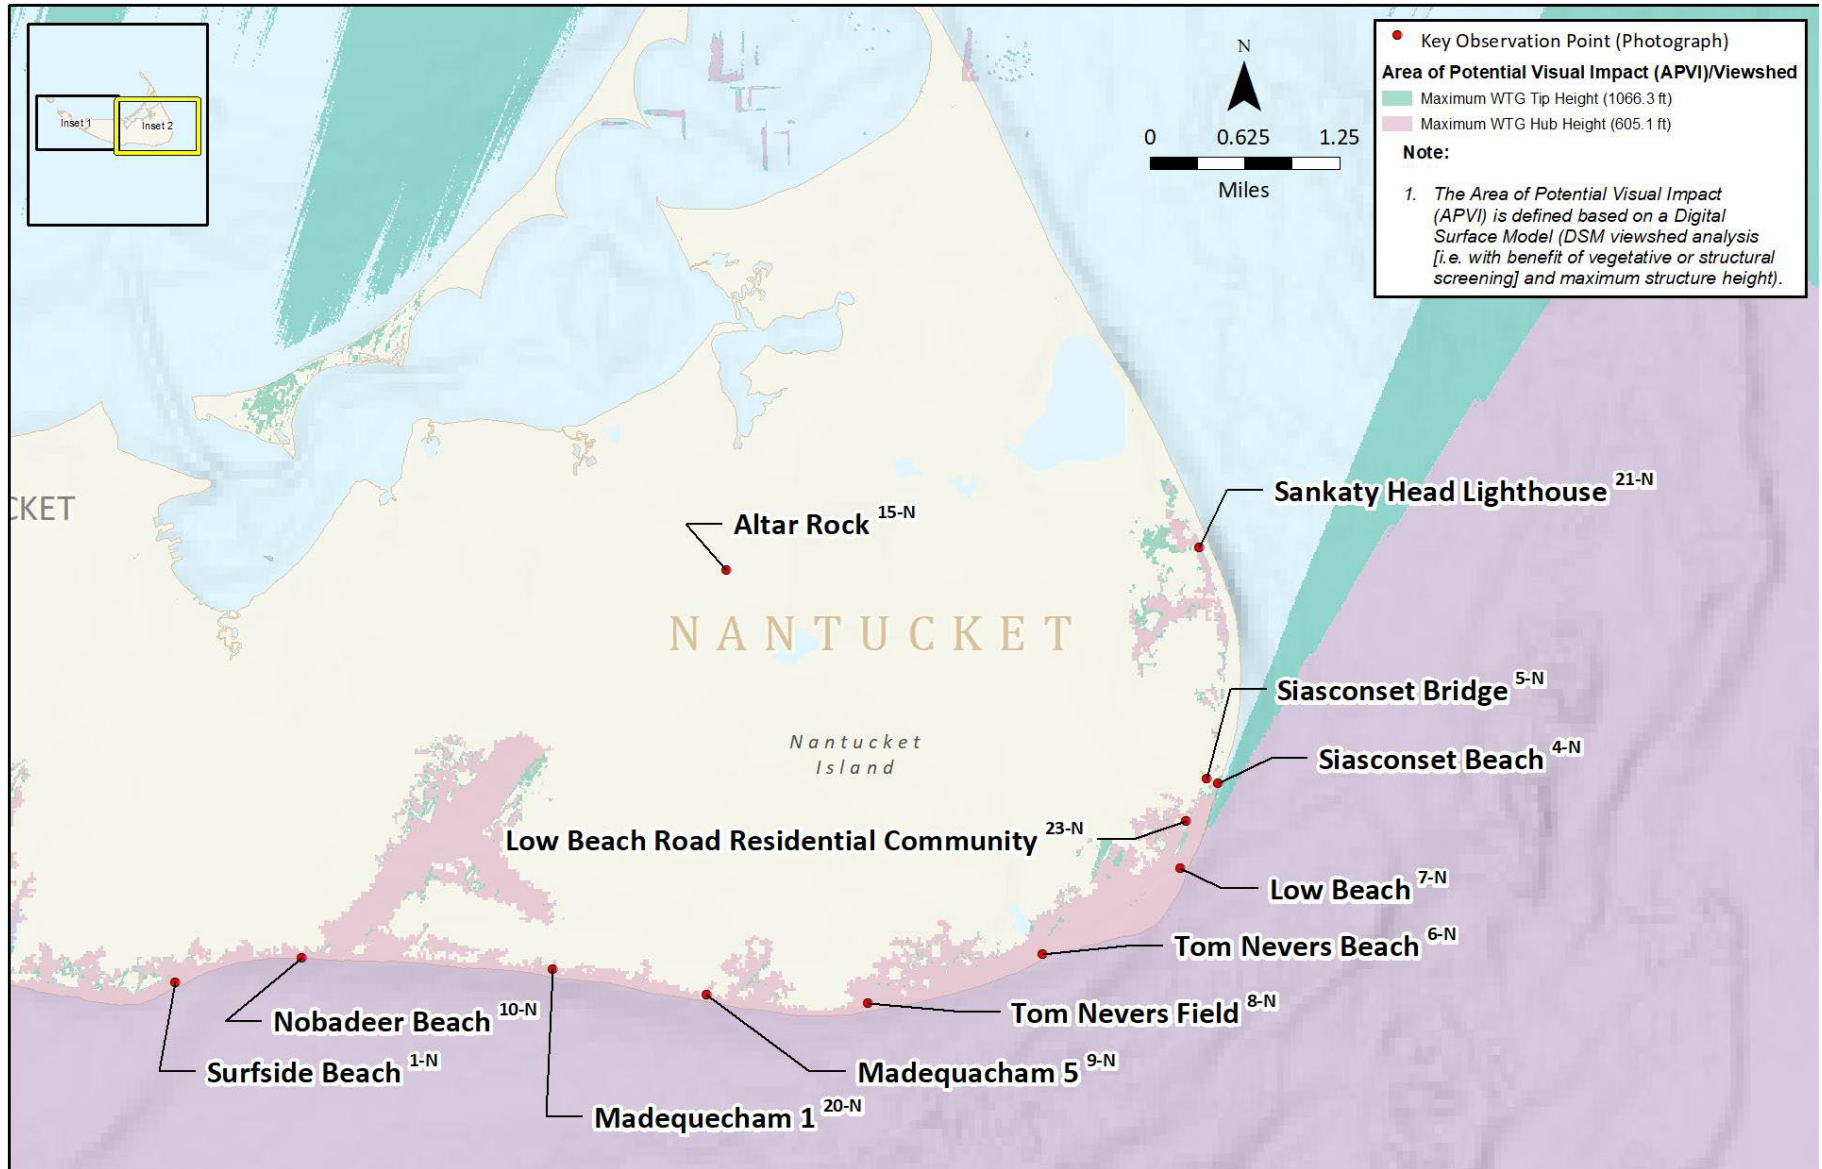 Inset 1
Inset 2
N
0 0.625 1.25
Miles
Key Observation Point (Photograph)
Area of Potential Visual Impact (APVI)/Viewshed
Maximum WTG Tip Height (1066.3 ft)
Maximum WTG Hub Height (605.1 ft)
Note:
1. The Area of Potential Visual Impact
(APVI) is defined based on a Digital
Surface Model (DSM viewshed analysis
[i.e. with benefit of vegetative or structural
screening] and maximum structure height).
CKET
Altar Rock 15-N
Sankaty Head Lighthouse 21-N
NANTUCKET
Siasconset Bridge 5-N
Nantucket
Island
Siasconset Beach 4-N
Low Beach Road Residential Community 23-N
Low Beach 7-N
Tom Nevers Beach 6-N
Tom Nevers Field 8-N
Nobadeer Beach 10-N
Surfside Beach 1-N
Madequacham 5 9-N
Madequecham 1 20-N